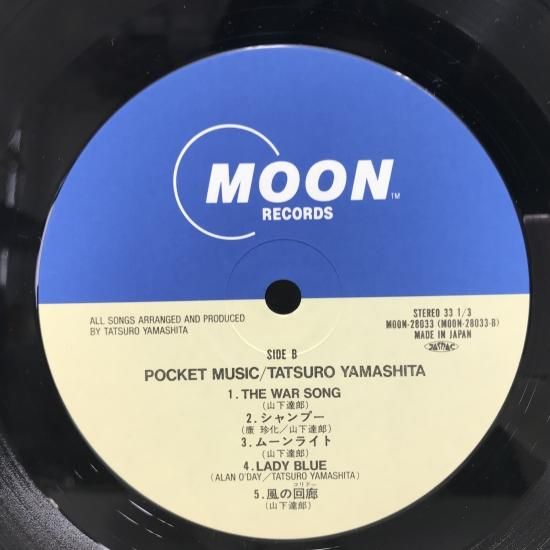 MOON™
RECORDS
ALL SONGS ARRANGED AND PRODUCED
BY TATSURO YAMASHITA
STEREO 33 1/3
MOON-28033 (MOON-28033-B)
MADE IN JAPAN
JASRAC
SIDE B
POCKET MUSIC/TATSURO YAMASHITA
1. THE WAR SONG
(山下達郎)
2. シャンプー
(康 珍化/山下達郎)
3. ムーンライト
(山下達郎)
4. LADY BLUE
(ALAN O'DAY/TATSURO YAMASHITA)
コリドー
5. 風の回廊
(山下達郎)